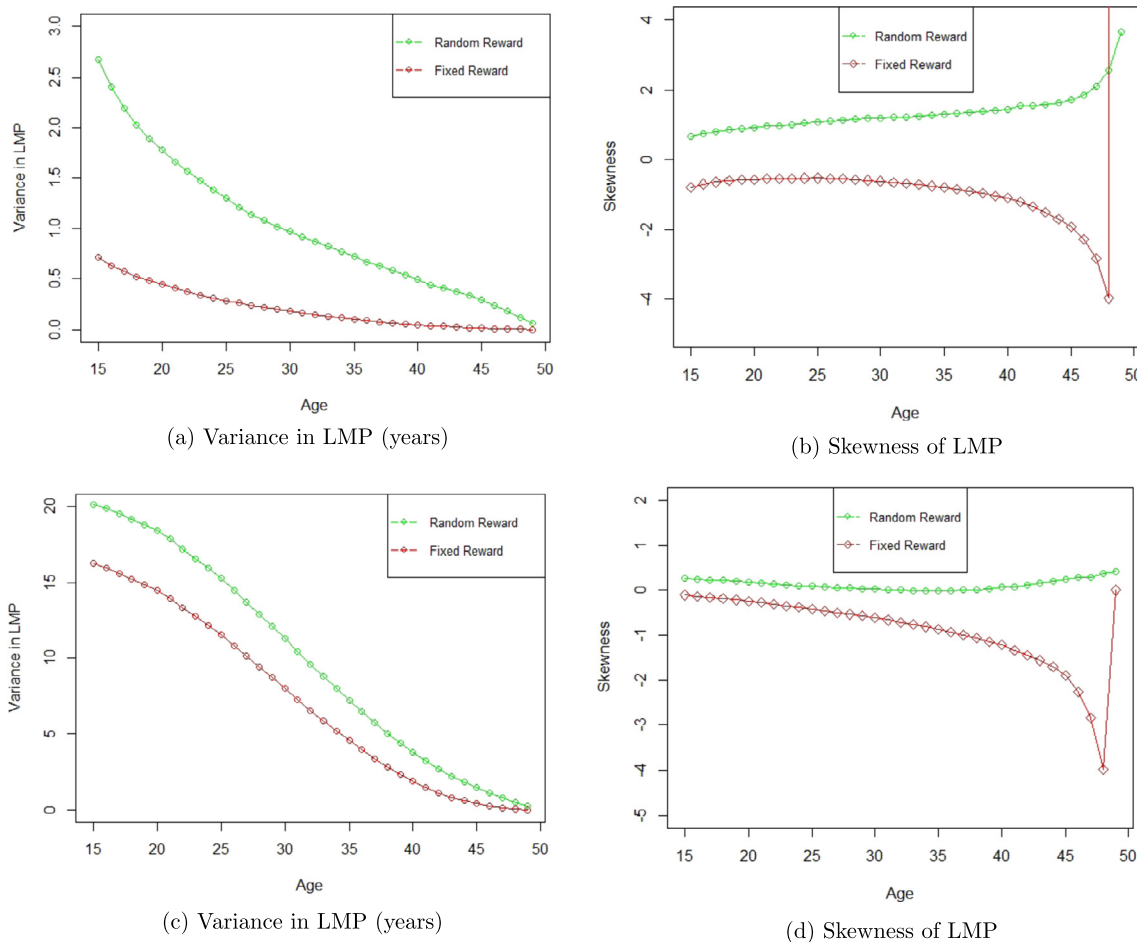 3.0
2.5
2.0
1.5
1.0
0.5
0.0
Variance in LMP
Random Reward
Fixed Reward
15 20 25 30 35 40 45 50
Age
(a) Variance in LMP (years)
4
2
0
-2
-4
Skewness
Random Reward
Fixed Reward
15 20 25 30 35 40 45 50
Age
(b) Skewness of LMP
20
15
10
5
0
Variance in LMP
Random Reward
Fixed Reward
15 20 25 30 35 40 45 50
Age
(c) Variance in LMP (years)
2
1
0
-1
-2
-3
-4
-5
Skewness
Random Reward
Fixed Reward
15 20 25 30 35 40 45 50
Age
(d) Skewness of LMP